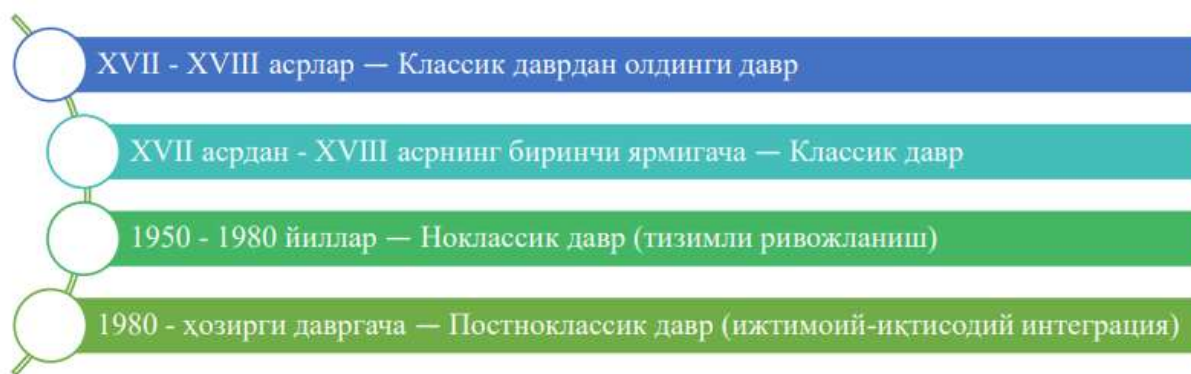 XVII - XVIII асрлар — Классик даврдан олдинги давр
XVII асрдан - XVIII асрнинг биринчи ярмигача — Классик давр
1950 - 1980 йиллар — Ноклассик давр (тизимли ривожланиш)
1980 - ҳозирги давргача — Постноклассик давр (ижтимоий-иқтисодий интеграция)